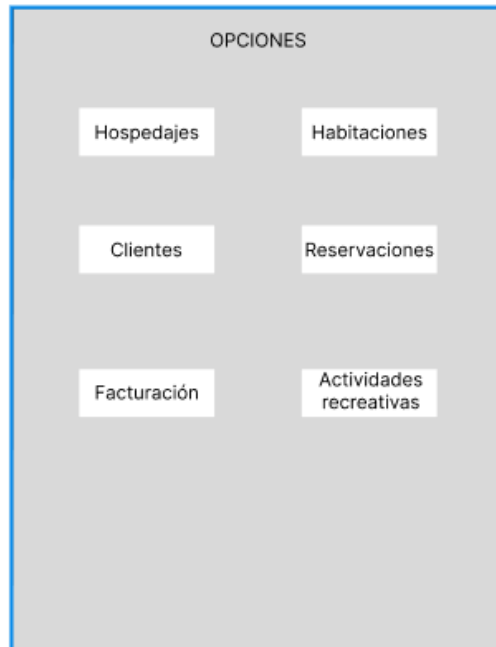 OPCIONES
Hospedajes
Habitaciones
Clientes
Reservaciones
Facturación
Actividades
recreativas